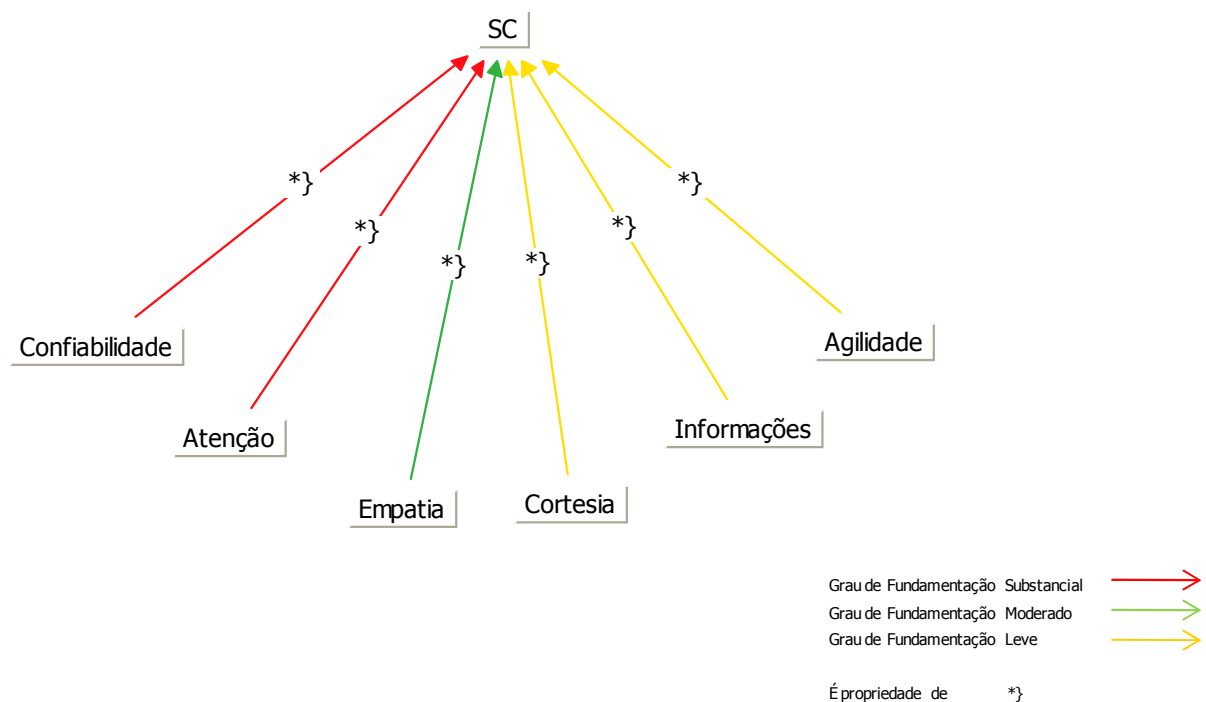 SC
*}
*}
*}
*}
*}
*}
Confiabilidade
Atenção
Empatia
Cortesia
Informações
Agilidade
Grau de Fundamentação Substancial
Grau de Fundamentação Moderado
Grau de Fundamentação Leve
É propriedade de *}